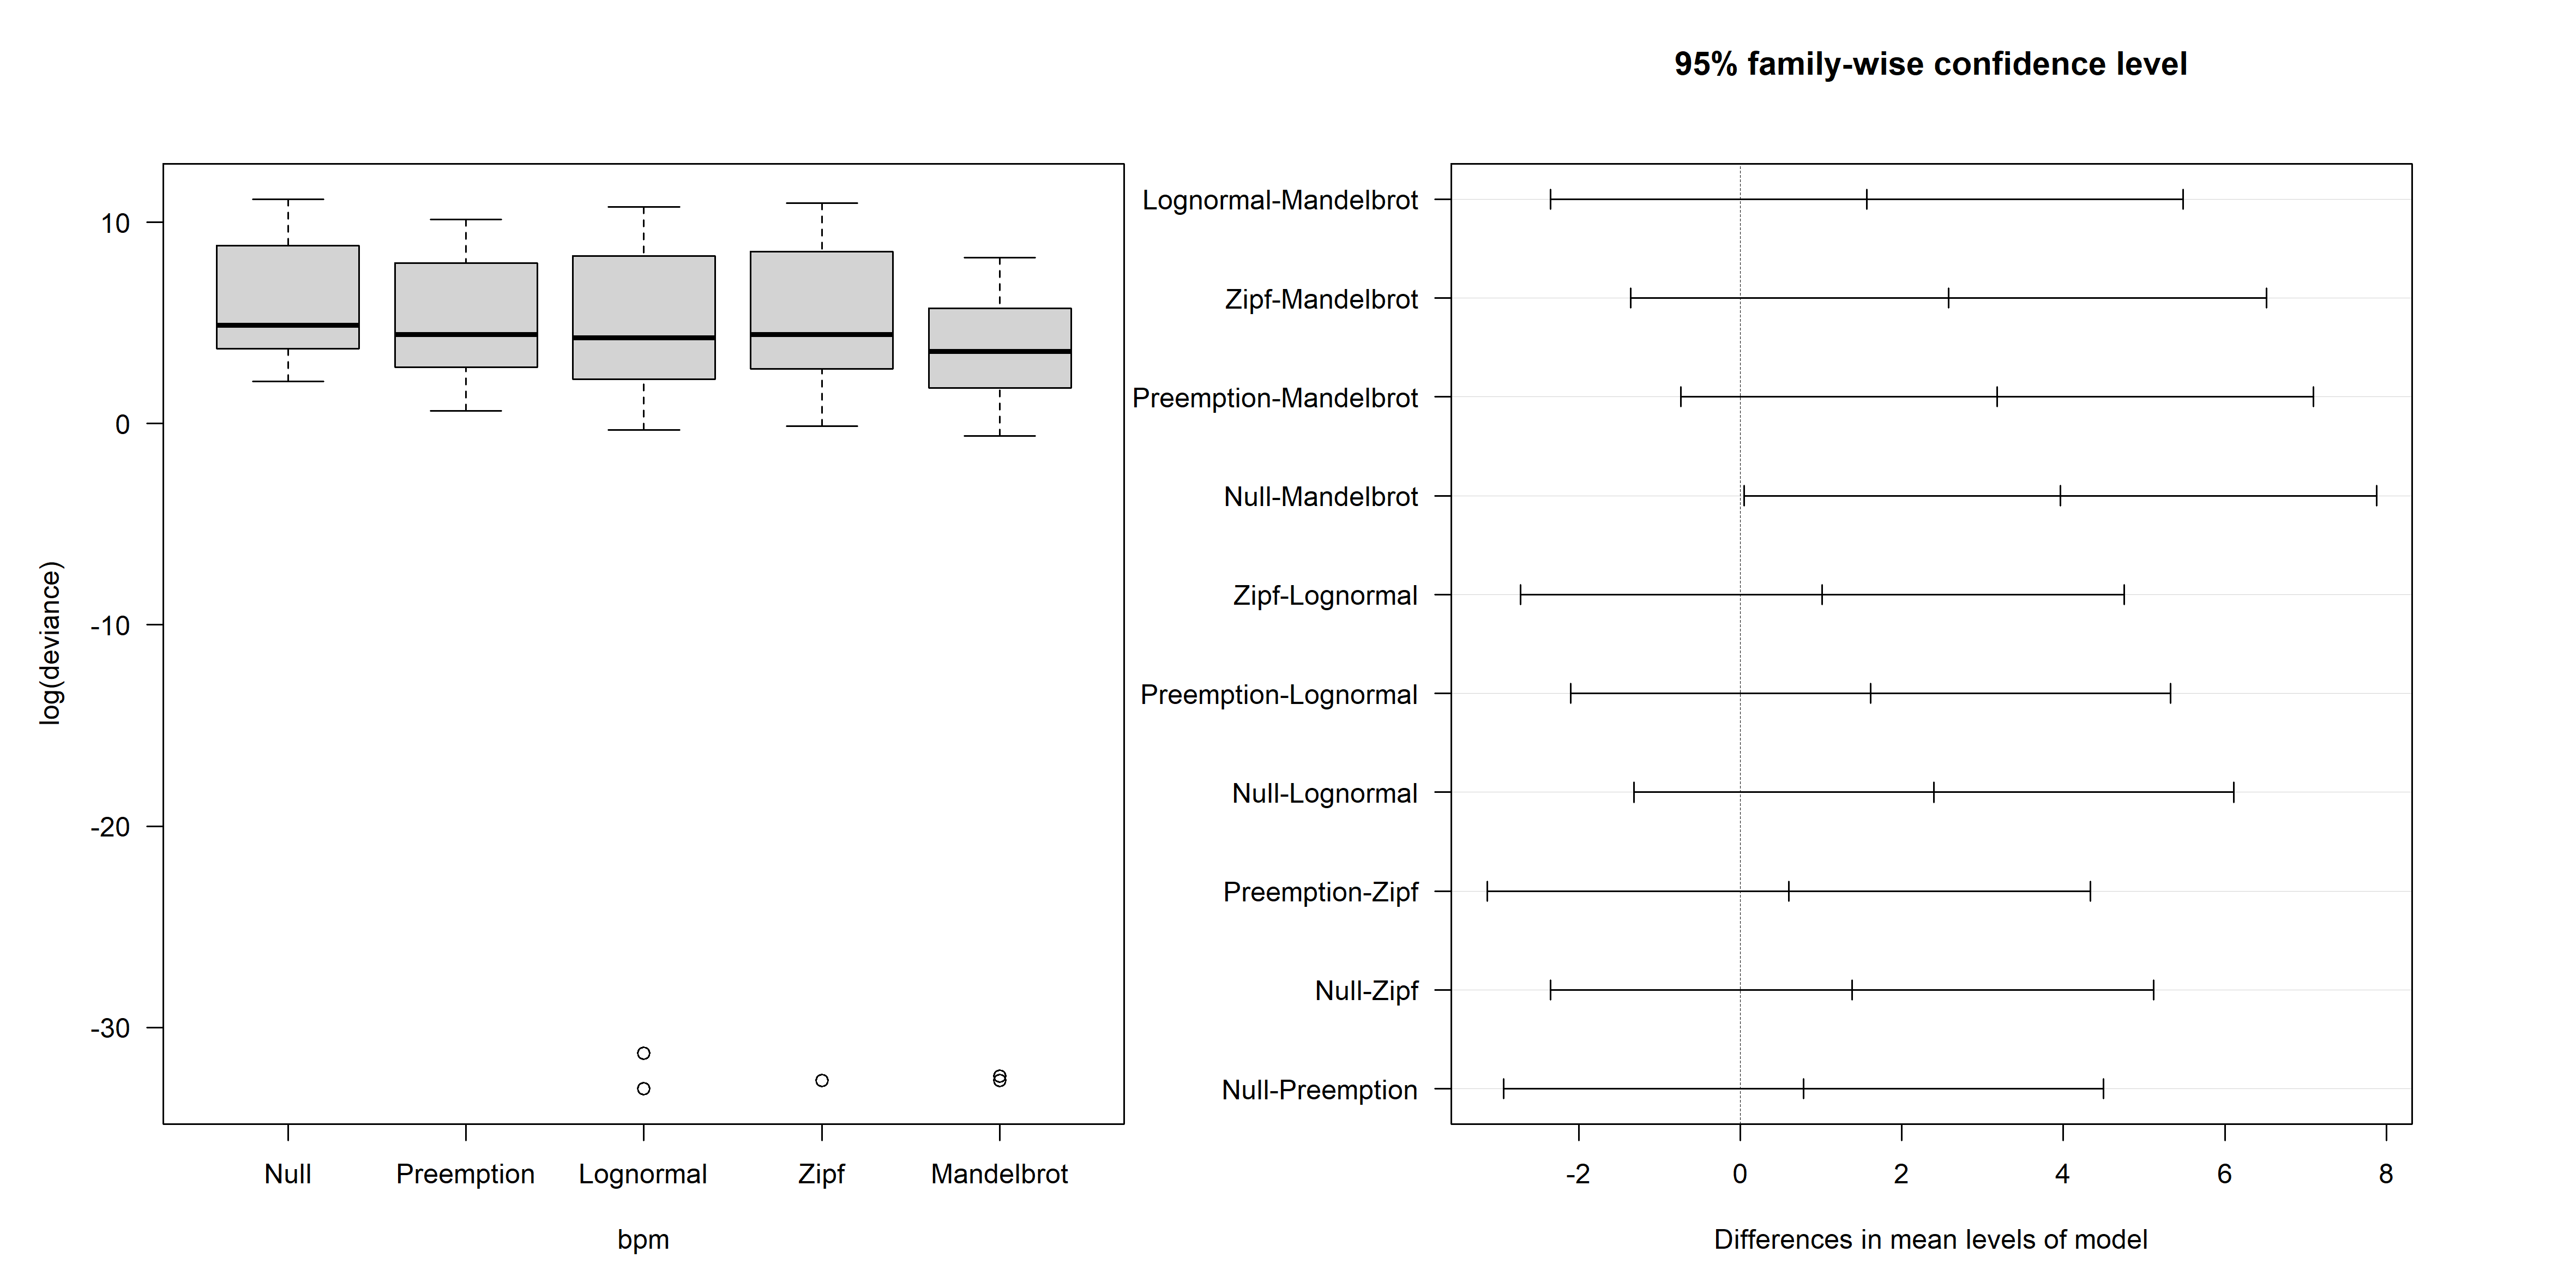 10
0
-10
-20
-30
log(deviance)
Null Preemption Lognormal Zipf Mandelbrot
bpm
95% family-wise confidence level
Lognormal-Mandelbrot
Zipf-Mandelbrot
Preemption-Mandelbrot
Null-Mandelbrot
Zipf-Lognormal
Preemption-Lognormal
Null-Lognormal
Preemption-Zipf
Null-Zipf
Null-Preemption
-2 0 2 4 6 8
Differences in mean levels of model